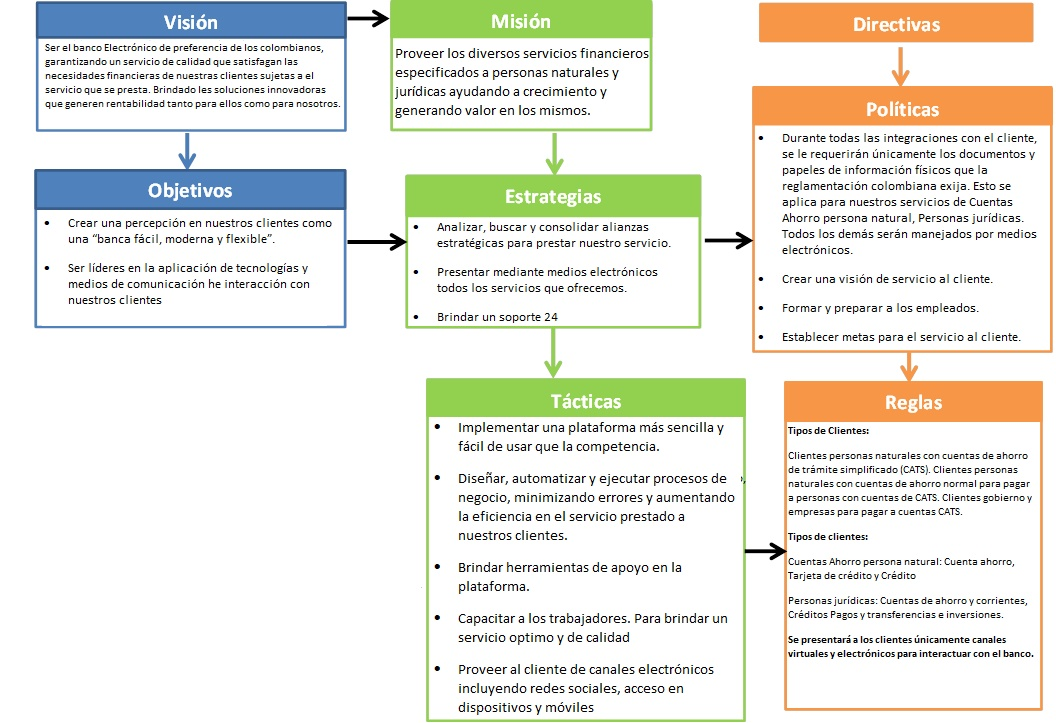 Visión
Ser el banco Electrónico de preferencia de los colombianos,
garantizando un servicio de calidad que satisfagan las
necesidades financieras de nuestras clientes sujetas a el
servicio que se presta. Brindado les soluciones innovadoras
que generen rentabilidad tanto para ellos como para nosotros.
Misión
Proveer los diversos servicios financieros
especificados a personas naturales y
jurídicas ayudando a crecimiento y
generando valor en los mismos.
Directivas
Políticas
• Durante todas las integraciones con el cliente,
se le requerirán únicamente los documentos y
papeles de información físicos que la
reglamentación colombiana exija. Esto se
aplica para nuestros servicios de Cuentas
Ahorro persona natural, Personas jurídicas.
Todos los demás serán manejados por medios
electrónicos.
• Crear una visión de servicio al cliente.
• Formar y preparar a los empleados.
• Establecer metas para el servicio al cliente.
Objetivos
• Crear una percepción en nuestros clientes como
una “banca fácil, moderna y flexible”.
• Ser líderes en la aplicación de tecnologías y
medios de comunicación he interacción con
nuestros clientes
Estrategias
• Analizar, buscar y consolidar alianzas
estratégicas para prestar nuestro servicio.
• Presentar mediante medios electrónicos
todos los servicios que ofrecemos.
• Brindar un soporte 24
Tácticas
• Implementar una plataforma más sencilla y
fácil de usar que la competencia.
• Diseñar, automatizar y ejecutar procesos de
negocio, minimizando errores y aumentando
la eficiencia en el servicio prestado a
nuestros clientes.
• Brindar herramientas de apoyo en la
plataforma.
• Capacitar a los trabajadores. Para brindar un
servicio optimo y de calidad
• Proveer al cliente de canales electrónicos
incluyendo redes sociales, acceso en
dispositivos y móviles
Reglas
Tipos de Clientes:
Clientes personas naturales con cuentas de ahorro
de trámite simplificado (CATS). Clientes personas
naturales con cuentas de ahorro normal para pagar
a personas con cuentas de CATS. Clientes gobierno y
empresas para pagar a cuentas CATS.
Tipos de clientes:
Cuentas Ahorro persona natural: Cuenta ahorro,
Tarjeta de crédito y Crédito
Personas jurídicas: Cuentas de ahorro y corrientes,
Créditos Pagos y transferencias e inversiones.
Se presentará a los clientes únicamente canales
virtuales y electrónicos para interactuar con el banco.